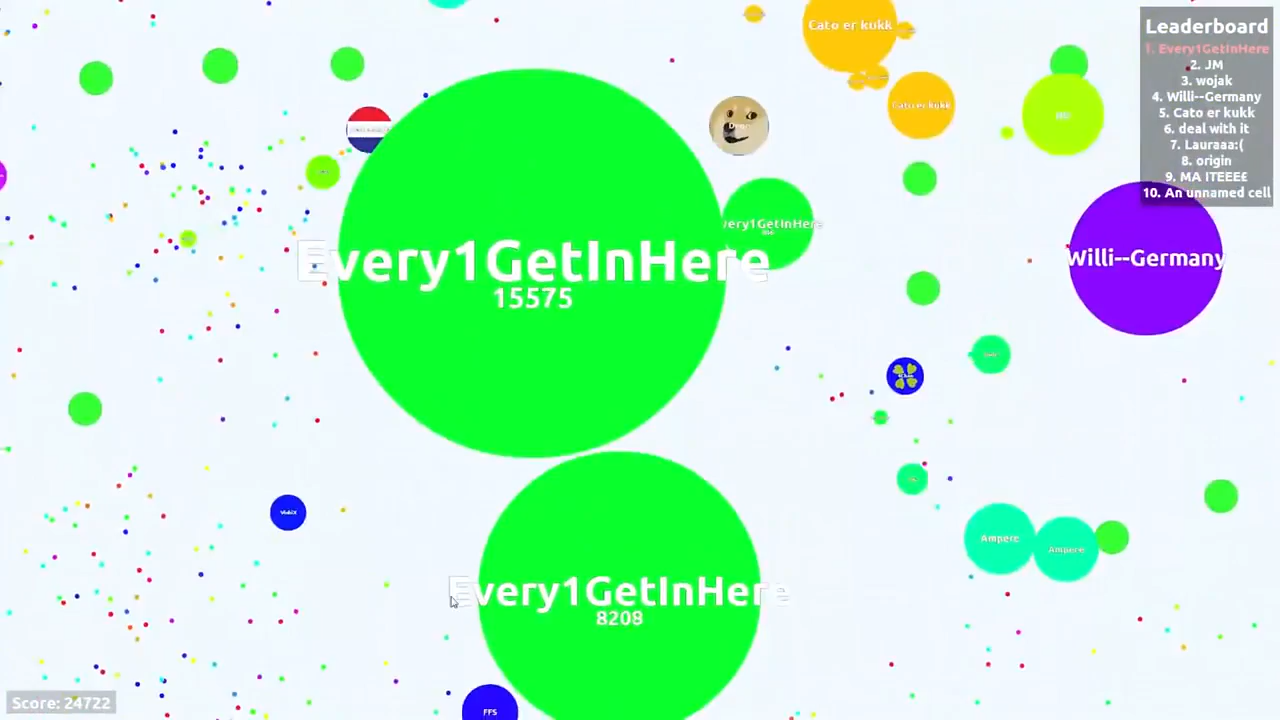 Cato er kukk
Leaderboard
1. Every1GetInHere
2. JM
3. wojak
4. Willi--Germany
5. Cato er kukk
6. deal with it
7. Lauraaa:(
8. origin
9. MA ITEEE£
10. An unnamed cell
Cato er kukk
Every1GetInHere
Every1GetInHere
15575
Willi--Germany
Ampere
Ampere
Every1GetInHere
8208
FFS
Score: 24722